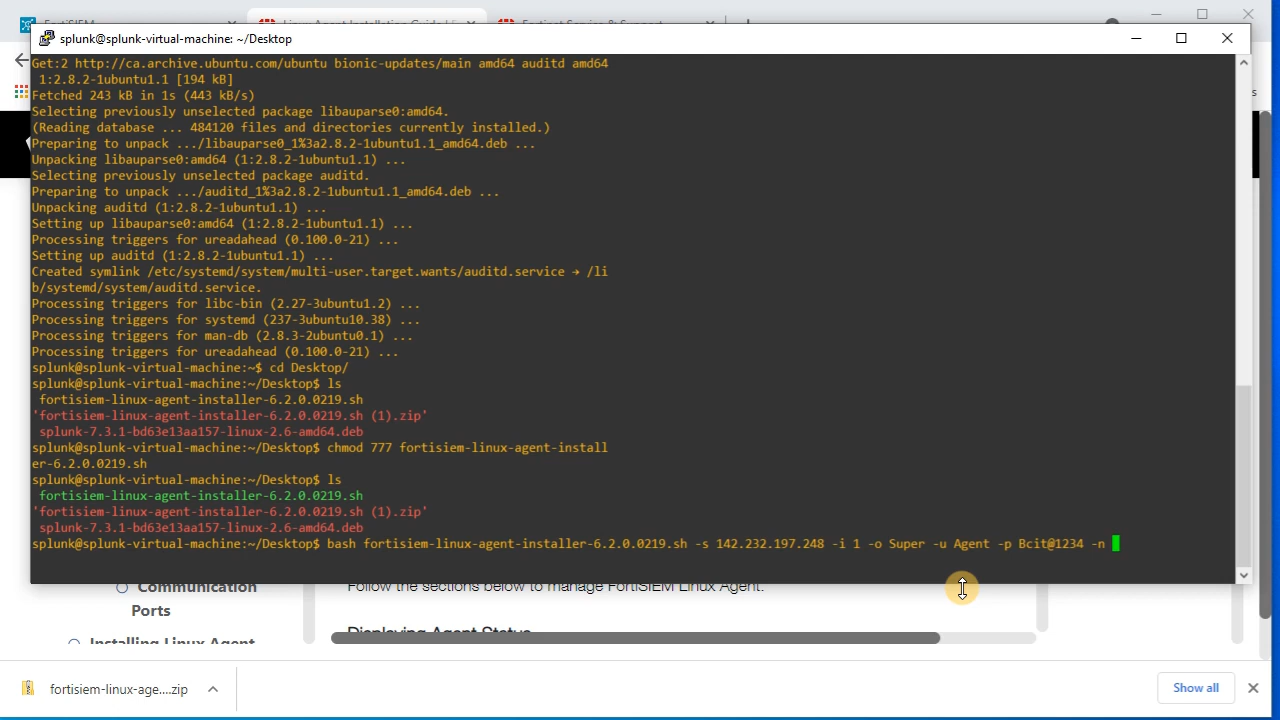 splunk@splunk-virtual-machine: ~/Desktop
Get:2 http://ca.archive.ubuntu.com/ubuntu bionic-updates/main amd64 auditd amd64
1:2.8.2-1ubuntu1.1 [194 kB]
Fetched 243 kB in 1s (443 kB/s)
Selecting previously unselected package libauparse0:amd64.
(Reading database ... 484120 files and directories currently installed.)
Preparing to unpack .../libauparse0_1%3a2.8.2-1ubuntu1.1_amd64.deb ...
Unpacking libauparse0:amd64 (1:2.8.2-1ubuntu1.1) ...
Selecting previously unselected package auditd.
Preparing to unpack .../auditd_1%3a2.8.2-1ubuntu1.1_amd64.deb ...
Unpacking auditd (1:2.8.2-1ubuntu1.1) ...
Setting up libauparse0:amd64 (1:2.8.2-1ubuntu1.1) ...
Processing triggers for ureadahead (0.100.0-21) ...
Setting up auditd (1:2.8.2-1ubuntu1.1) ...
Created symlink /etc/systemd/system/multi-user.target.wants/auditd.service → /li
b/systemd/system/auditd.service.
Processing triggers for libc-bin (2.27-3ubuntu1.2) ...
Processing triggers for systemd (237-3ubuntu10.38) ...
Processing triggers for man-db (2.8.3-2ubuntu0.1) ...
Processing triggers for ureadahead (0.100.0-21) ...
splunk@splunk-virtual-machine:~$ cd Desktop/
splunk@splunk-virtual-machine:~/Desktop$ ls
fortisiem-linux-agent-installer-6.2.0.0219.sh
'fortisiem-linux-agent-installer-6.2.0.0219.sh (1).zip'
splunk-7.3.1-bd63e13aa157-linux-2.6-amd64.deb
splunk@splunk-virtual-machine:~/Desktop$ chmod 777 fortisiem-linux-agent-install
er-6.2.0.0219.sh
splunk@splunk-virtual-machine:~/Desktop$ ls
fortisiem-linux-agent-installer-6.2.0.0219.sh
'fortisiem-linux-agent-installer-6.2.0.0219.sh (1).zip'
splunk-7.3.1-bd63e13aa157-linux-2.6-amd64.deb
splunk@splunk-virtual-machine:~/Desktop$ bash fortisiem-linux-agent-installer-6.2.0.0219.sh -s 142.232.197.248 -i 1 -o Super -u Agent -p Bcit@1234 -n
Communication
Ports
Installing Linux Agent
Follow the sections below to manage FortiSIEM Linux Agent.
Displaying Agent Status
fortisiem-linux-age....zip
Show all